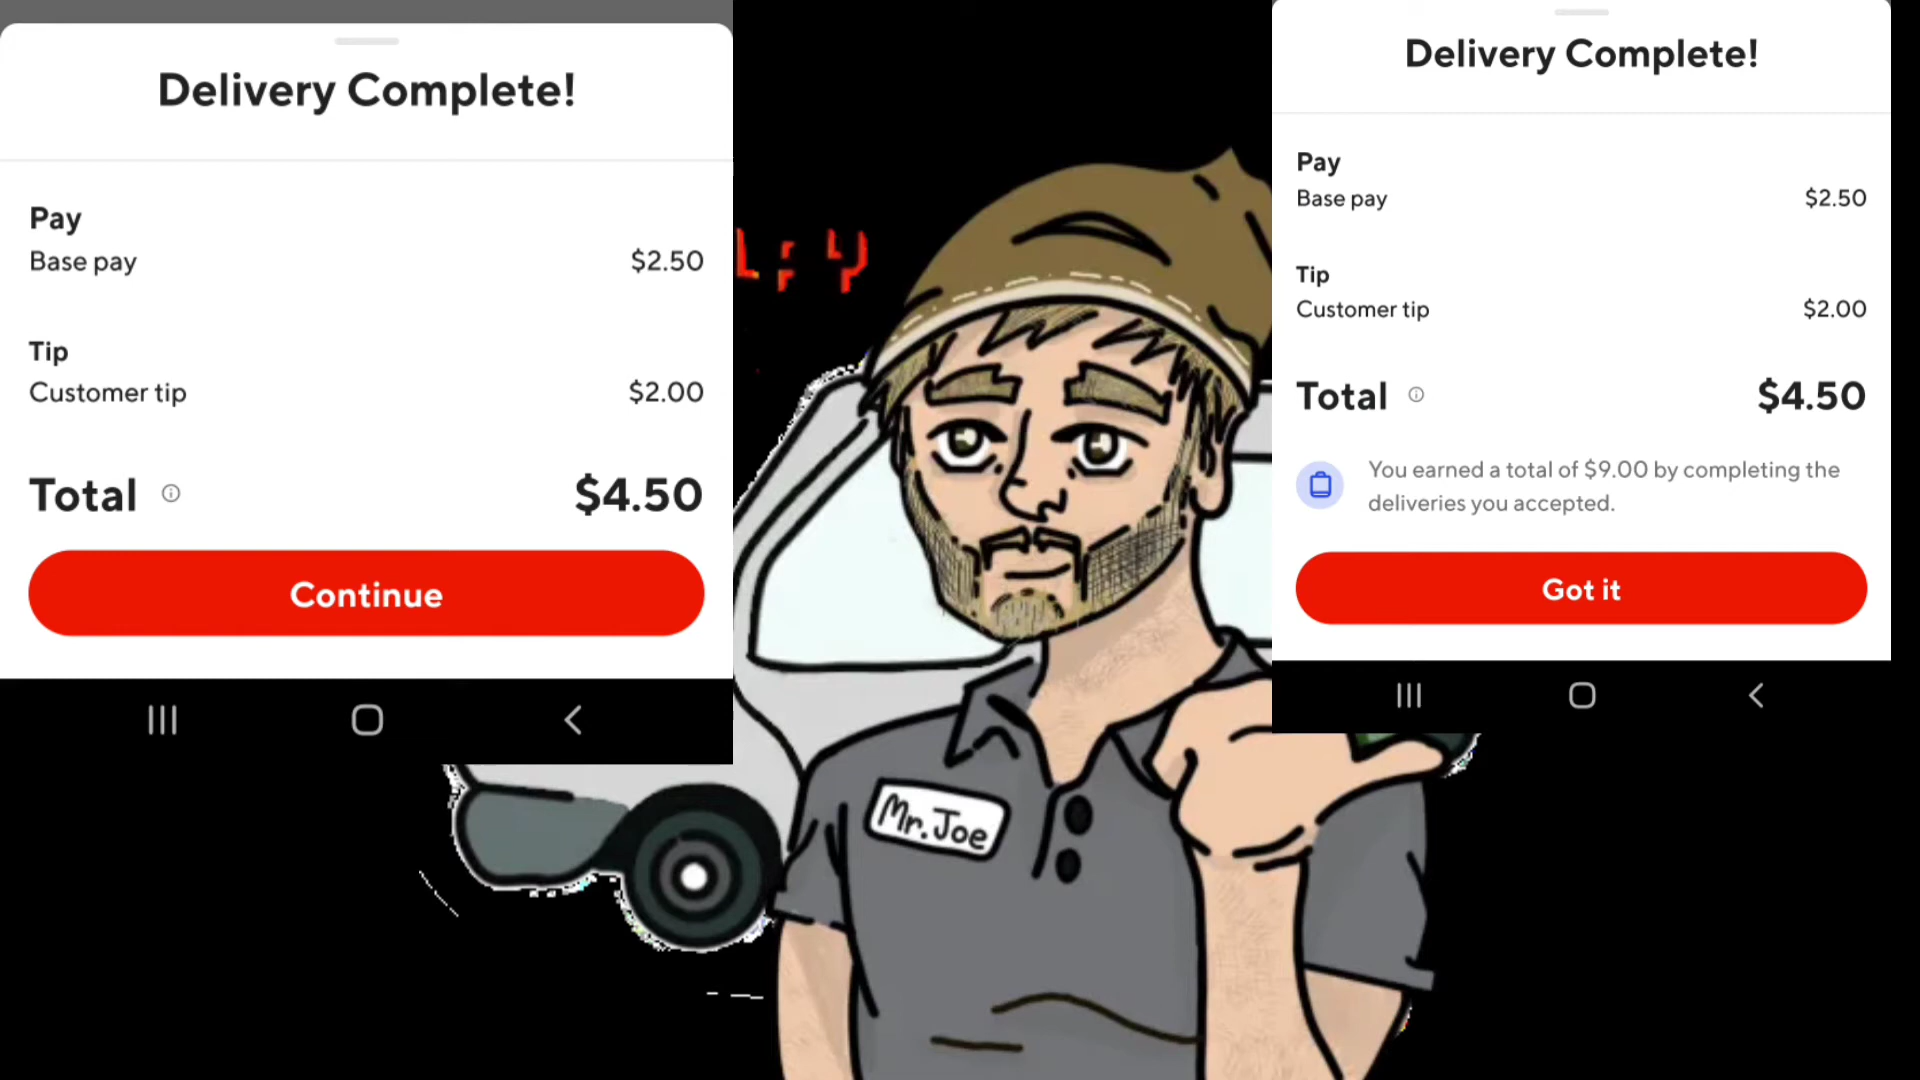 Delivery Complete!
Pay
Base pay $2.50
Tip
Customer tip $2.00
Total $4.50
Continue
Mr. Joe
Delivery Complete!
Pay
Base pay $2.50
Tip
Customer tip $2.00
Total $4.50
You earned a total of $9.00 by completing the
deliveries you accepted.
Got it